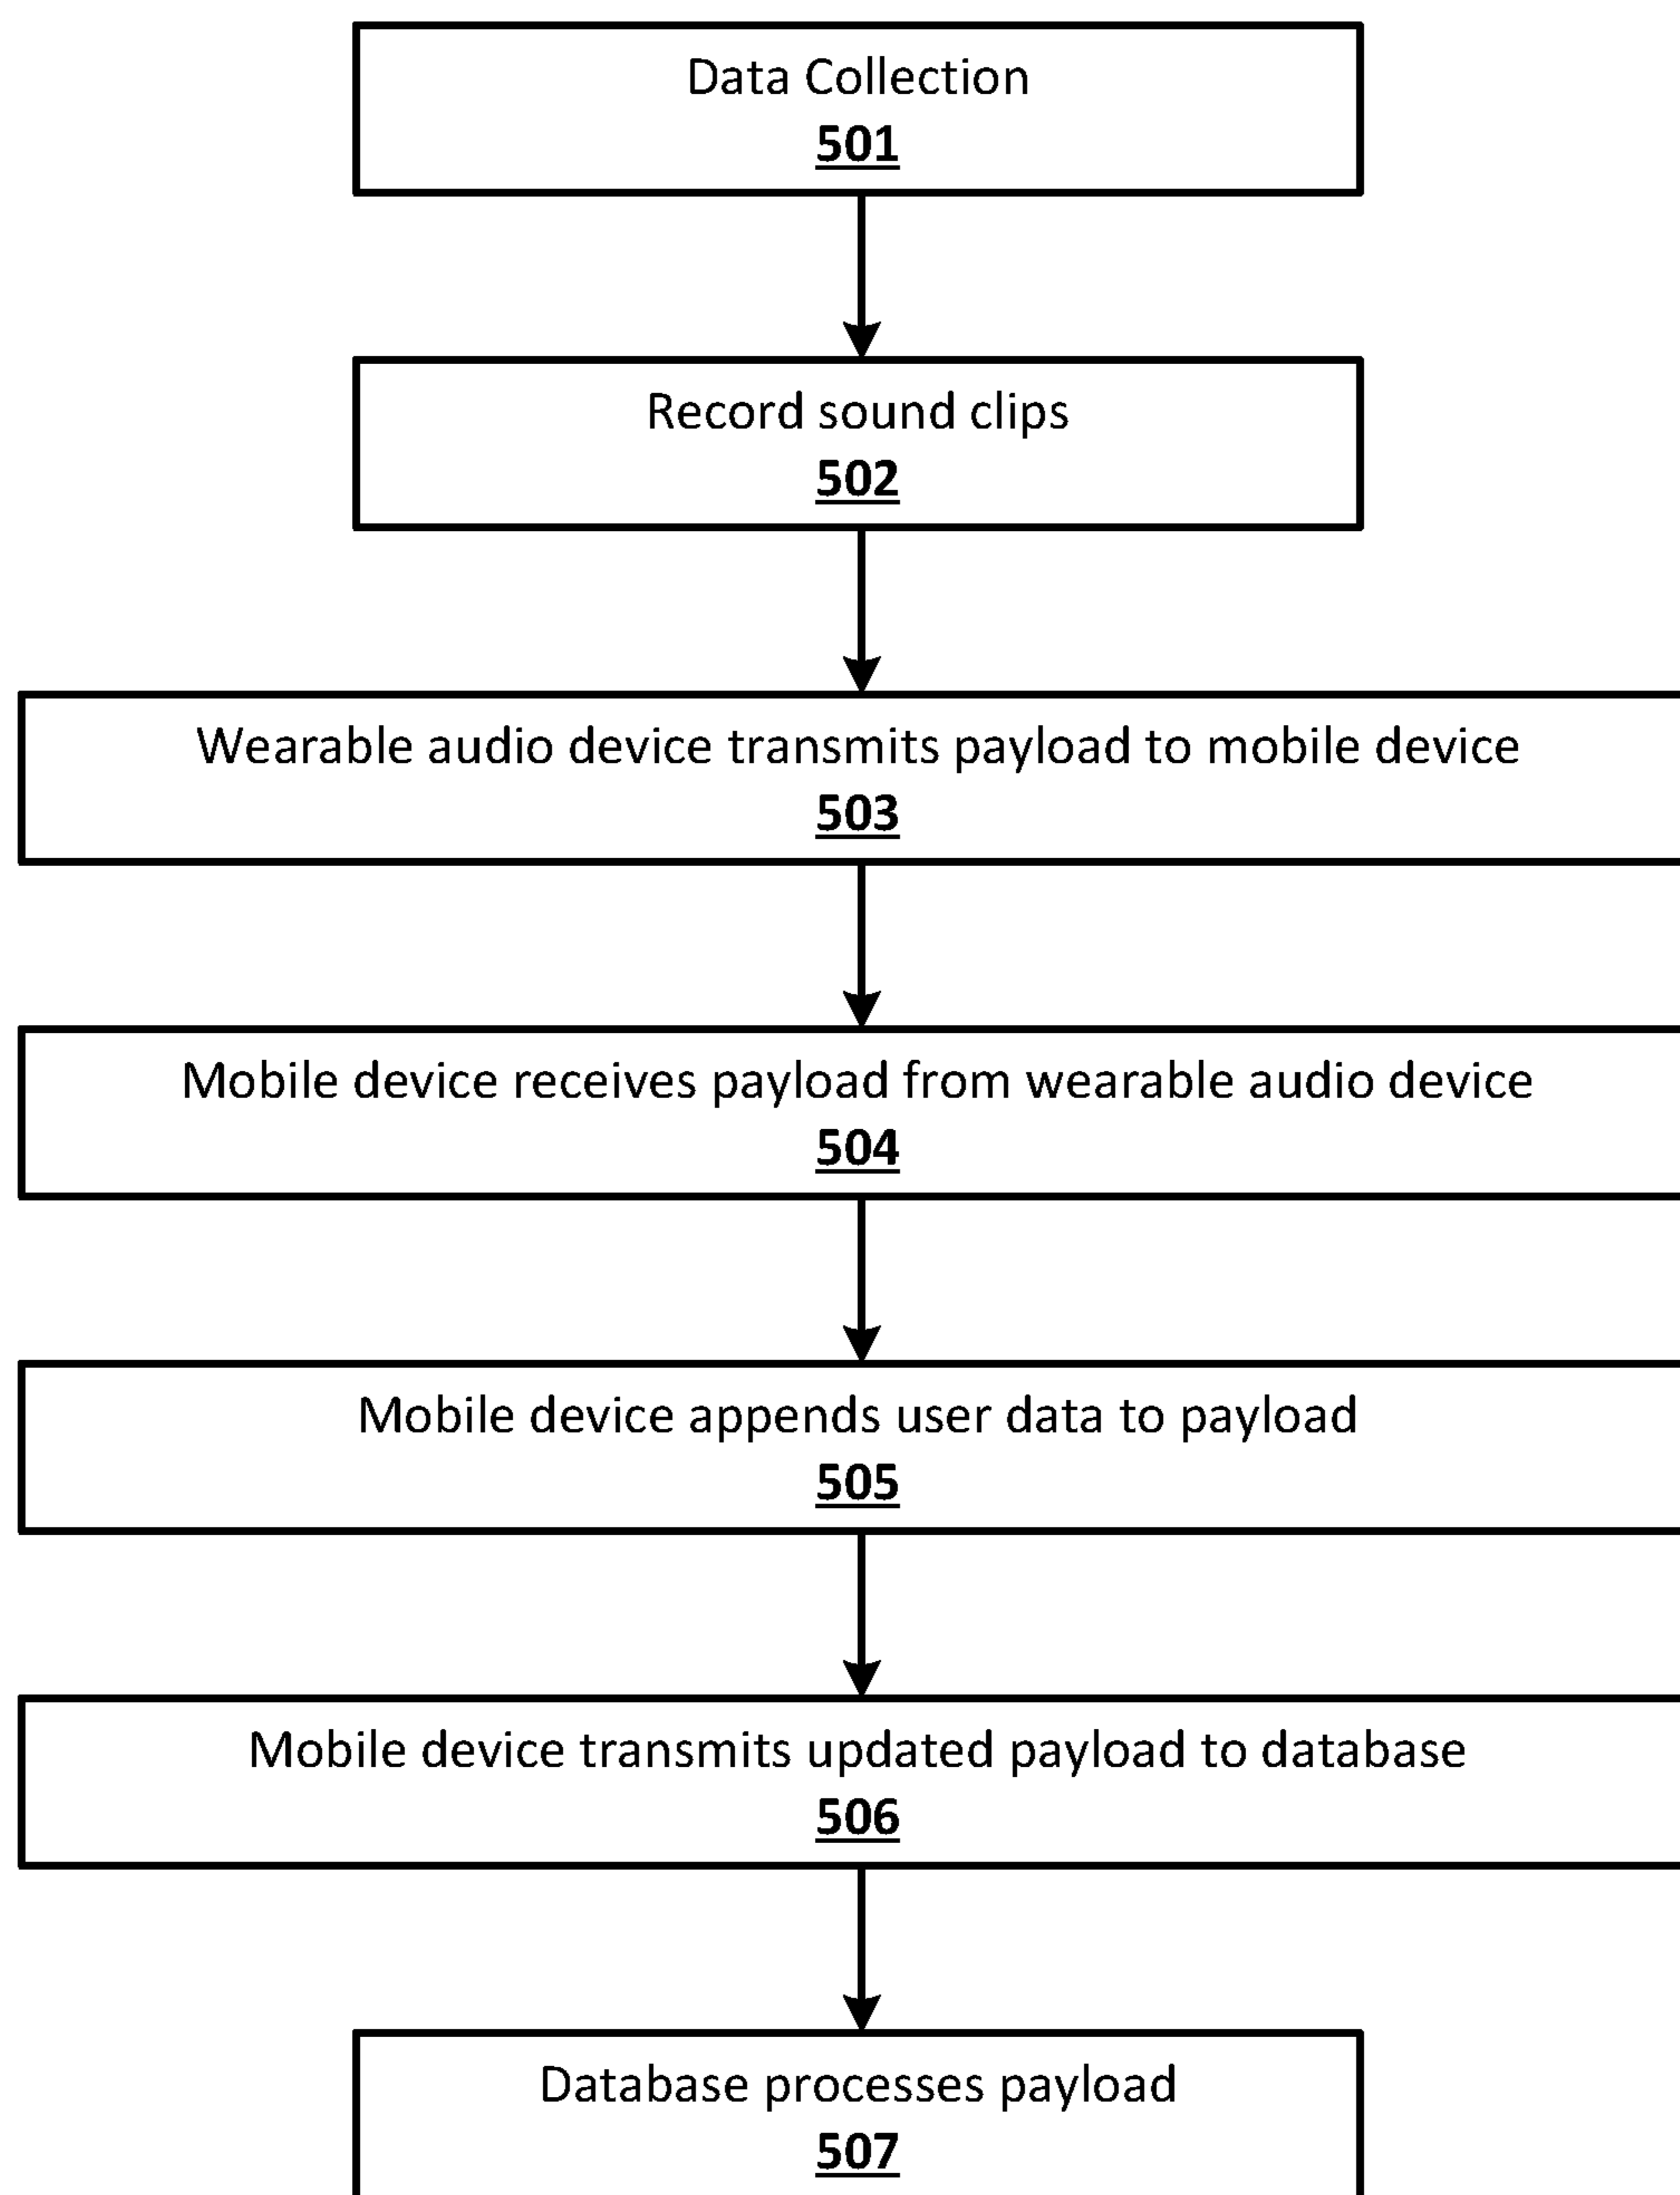 Data Collection
501
Record sound clips
502
Wearable audio device transmits payload to mobile device
503
Mobile device receives payload from wearable audio device
504
Mobile device appends user data to payload
505
Mobile device transmits updated payload to database
506
Database processes payload
507